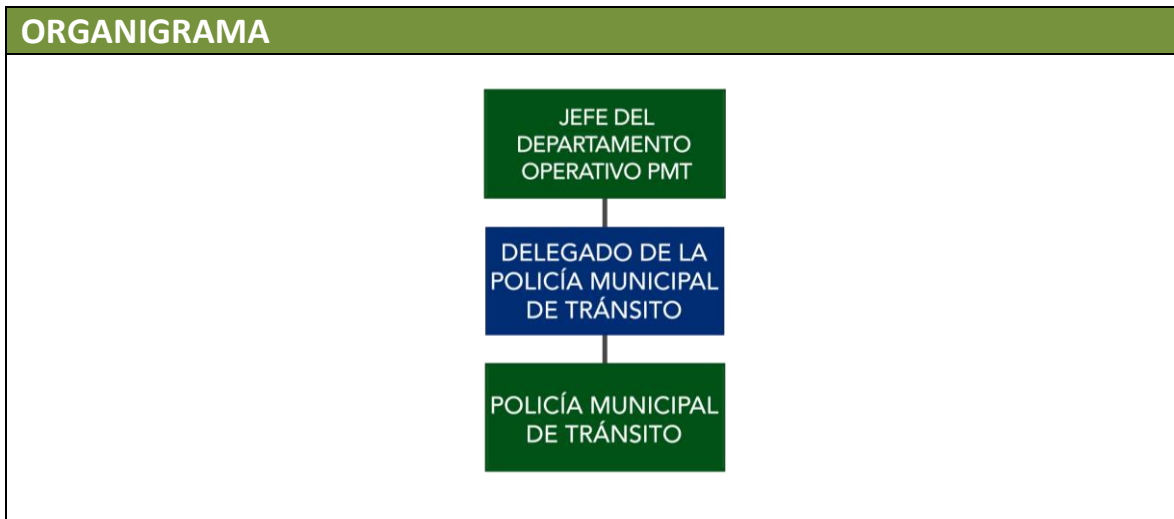 ORGANIGRAMA
JEFE DEL
DEPARTAMENTO
OPERATIVO PMT
DELEGADO DE LA
POLICÍA MUNICIPAL
DE TRÁNSITO
POLICÍA MUNICIPAL
DE TRÁNSITO